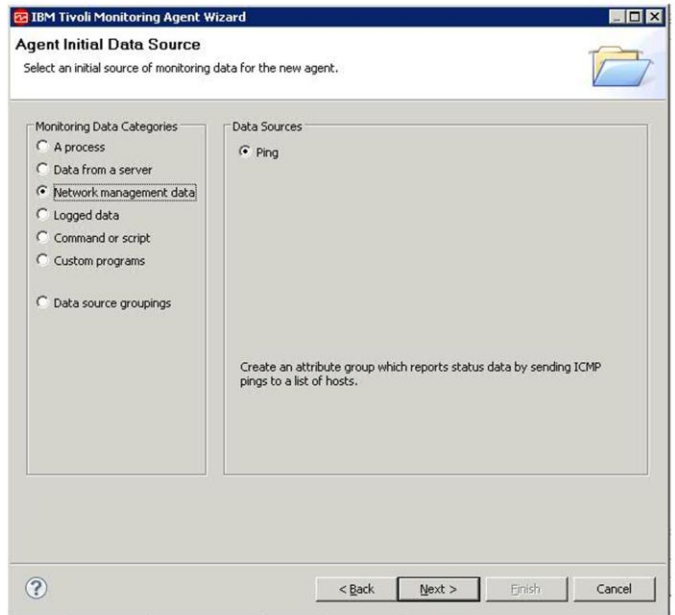 IBM Tivoli Monitoring Agent Wizard
Agent Initial Data Source
Select an initial source of monitoring data for the new agent.
Monitoring Data Categories
A process
Data from a server
Network management data
Logged data
Command or script
Custom programs
Data source groupings
Data Sources
Ping
Create an attribute group which reports status data by sending ICMP
pings to a list of hosts.
?
< Back
Next >
Finish
Cancel